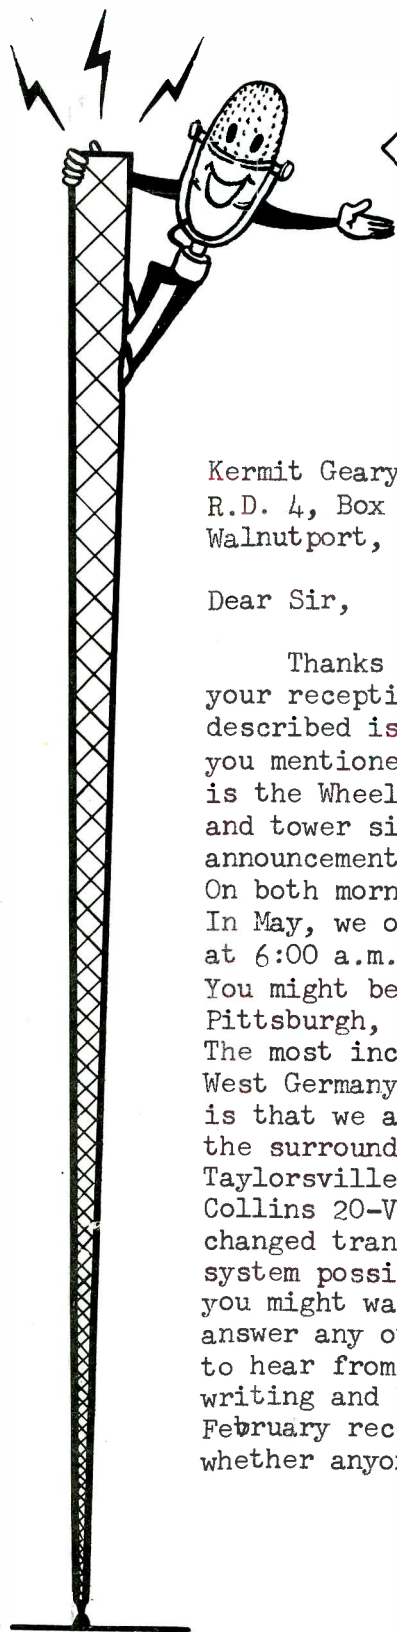 Kermit Geary
R.D. 4, Box
Walnutport,
Dear Sir,
Thanks
your recepti
described is
you mentione
is the Wheel
and tower si
announcement
On both morn
In May, we o
at 6:00 a.m.
You might be
Pittsburgh,
The most inc
West Germany
is that we a
the surround
Taylorsville
Collins 20-V
changed tran
system possi
you might wa
answer any o
to hear from
writing and
February rec
whether anyo